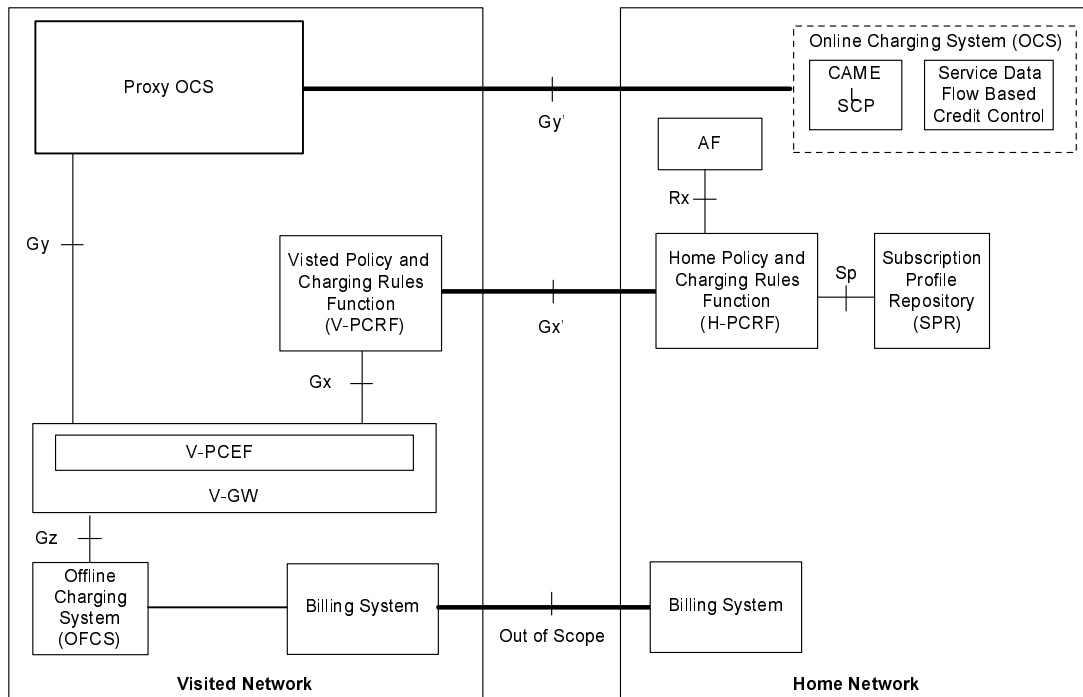 Online Charging System (OCS)
Proxy OCS
CAME
L
SCP
Service Data
Flow Based
Credit Control
Gy'
AF
Rx
Gy
Visted Policy and
Charging Rules
Function
(V-PCRF)
Home Policy and
Charging Rules
Function
(H-PCRF)
Sp
Subscription
Profile
Repository
(SPR)
Gx'
Gx
V-PCEF
V-GW
Gz
Offline
Charging
System
(OFCS)
Billing System
Billing System
Out of Scope
Visited Network
Home Network